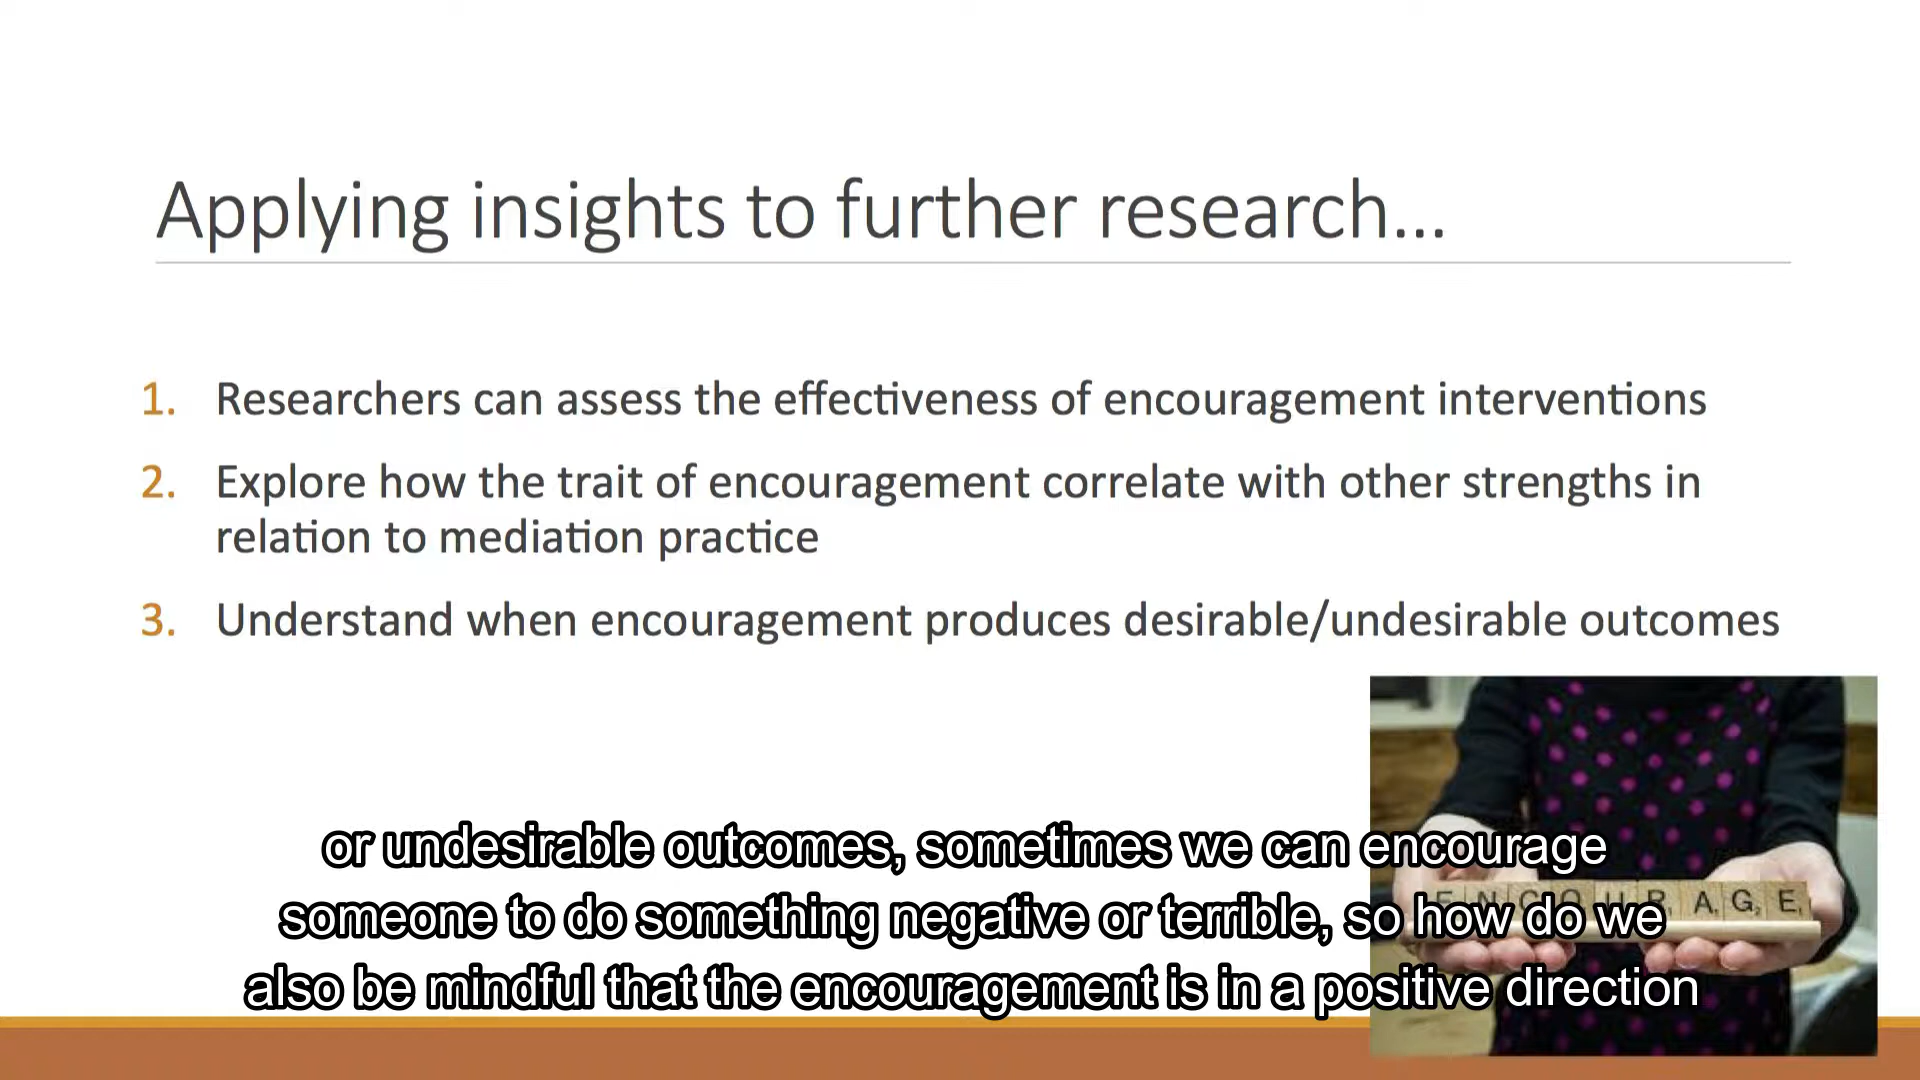 Applying insights to further research...
1. Researchers can assess the effectiveness of encouragement interventions
2. Explore how the trait of encouragement correlate with other strengths in
relation to mediation practice
3. Understand when encouragement produces desirable/undesirable outcomes
or undesirable outcomes, sometimes we can encourage
ENCOURAGE
someone to do something negative or terrible, so how do we
also be mindful that the encouragement is in a positive direction